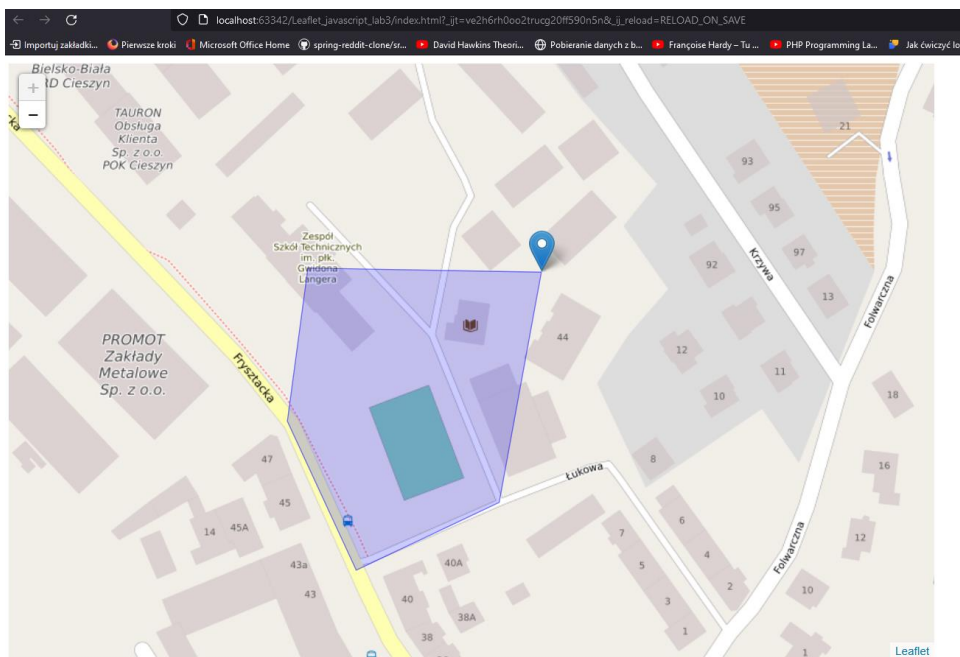 localhost:63342/Leaflet_javascript_lab3/index.html?_ijt=ve2h6rh0oo2trucg20ff590n5n&_ij_reload=RELOAD_ON_SAVE
Importuj zakładki...
Pierwsze kroki
Microsoft Office Home
spring-reddit-clone/sr...
David Hawkins Theori...
Pobieranie danych z b...
Françoise Hardy – Tu ...
PHP Programming La...
Jak ćwiczyć lo
Bielsko-Biała
RD Cieszyn
+
−
TAURON
Obsługa
Klienta
Sp. z o.o.
POK Cieszyn
21
93
95
97
92
13
Krzywa
Folwarczna
Zespół
Szkół Technicznych
im. płk.
Gwidona
Langera
44
12
11
10
18
PROMOT
Zakłady
Metalowe
Sp. z o.o.
Frysztacka
47
45
45A
14
43a
43
Łukowa
8
16
7
6
12
5
4
Folwarczna
40A
2
10
3
40
38A
38
1
1
Leaflet